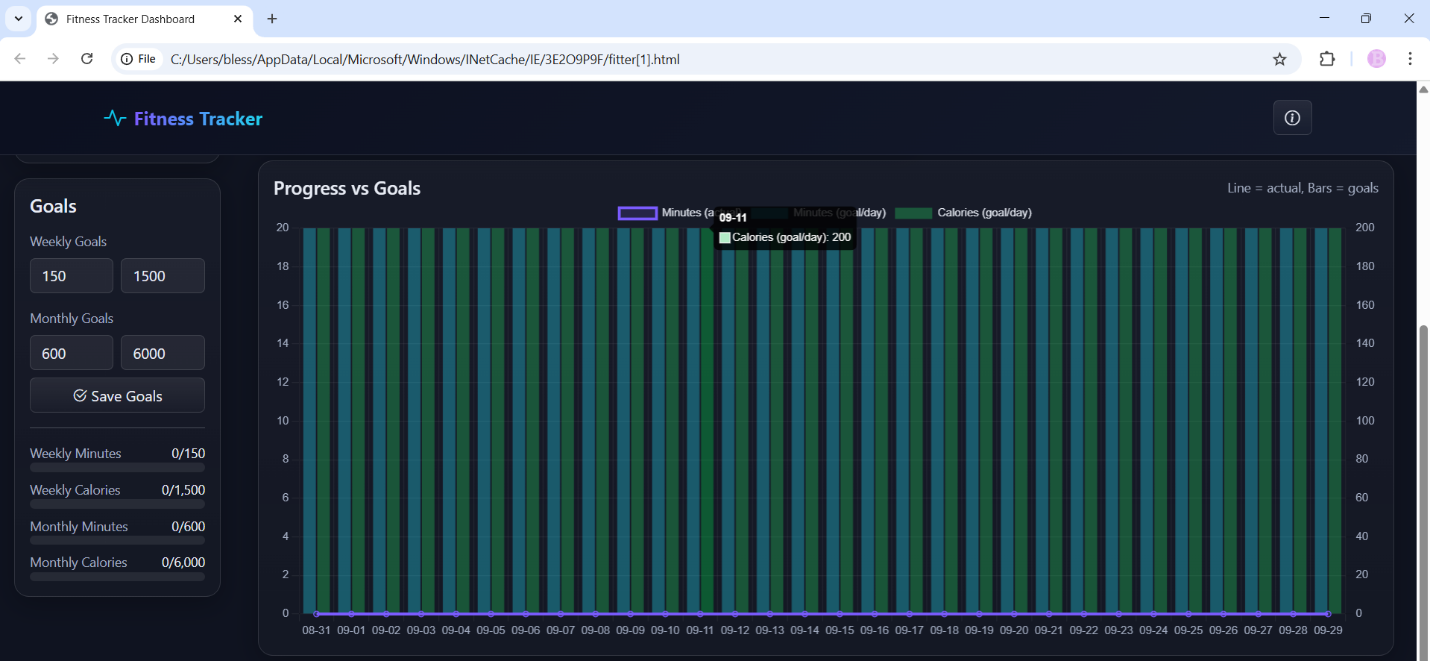 Fitness Tracker Dashboard
File C:/Users/bless/AppData/Local/Microsoft/Windows/INetCache/IE/3E2O9P9F/fitter[1].html
B
Fitness Tracker
Goals
Weekly Goals
150 1500
Monthly Goals
600 6000
Save Goals
Weekly Minutes 0/150
Weekly Calories 0/1,500
Monthly Minutes 0/600
Monthly Calories 0/6,000
Progress vs Goals
Line = actual, Bars = goals
Minutes (a Minutes (goal/day) Calories (goal/day)
09-11
Calories (goal/day): 200
20 200
18 180
16 160
14 140
12 120
10 100
8 80
6 60
4 40
2 20
0 0
08-31 09-01 09-02 09-03 09-04 09-05 09-06 09-07 09-08 09-09 09-10 09-11 09-12 09-13 09-14 09-15 09-16 09-17 09-18 09-19 09-20 09-21 09-22 09-23 09-24 09-25 09-26 09-27 09-28 09-29